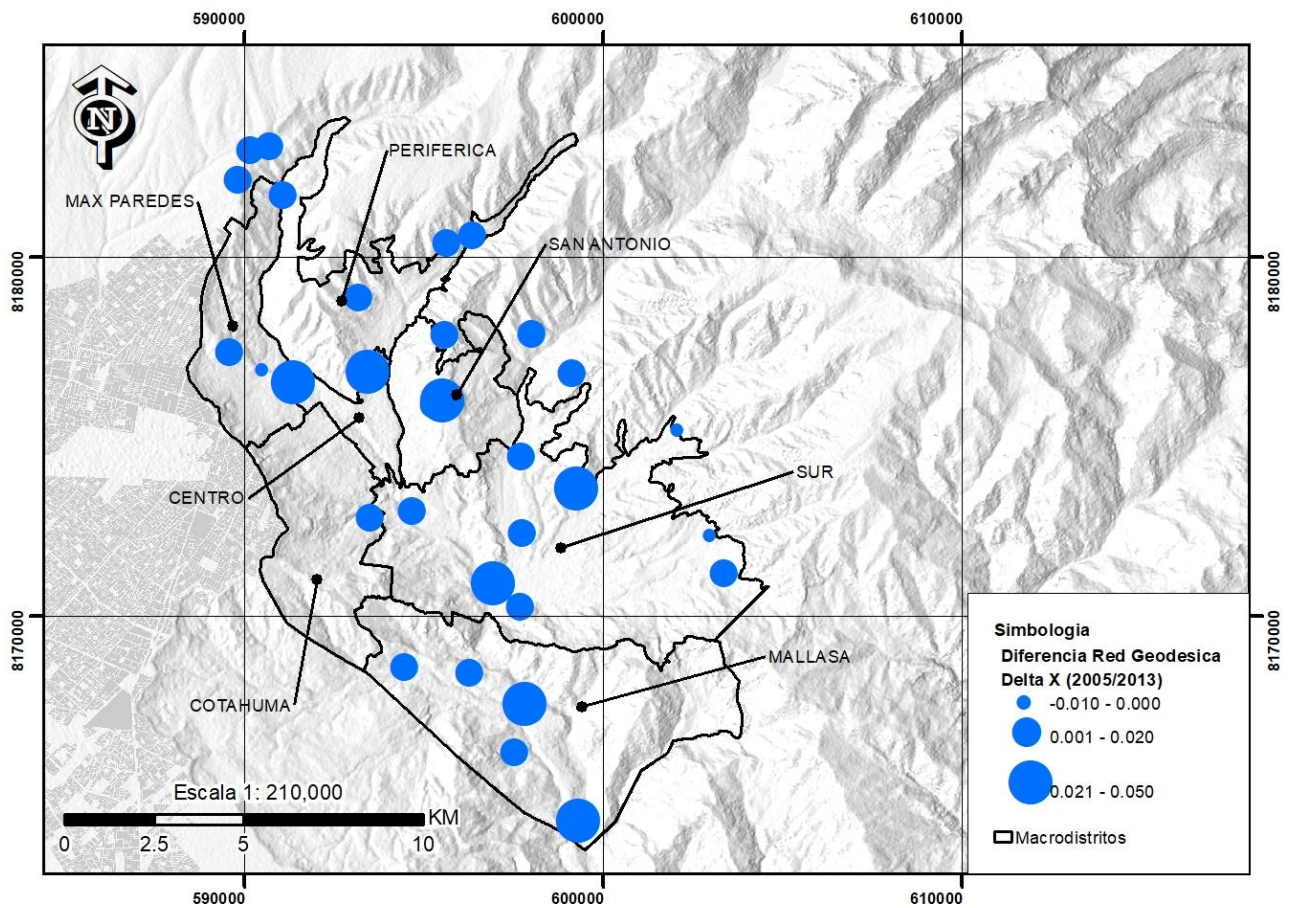 590000
600000
610000
N
PERIFERICA
MAX PAREDES
SAN ANTONIO
8180000
8180000
CENTRO
SUR
8170000
8170000
MALLASA
COTAHUMA
Escala 1: 210,000
KM
0
2.5
5
10
Simbologia
Diferencia Red Geodesica
Delta X (2005/2013)
-0.010 - 0.000
0.001 - 0.020
0.021 - 0.050
Macrodistritos
590000
600000
610000